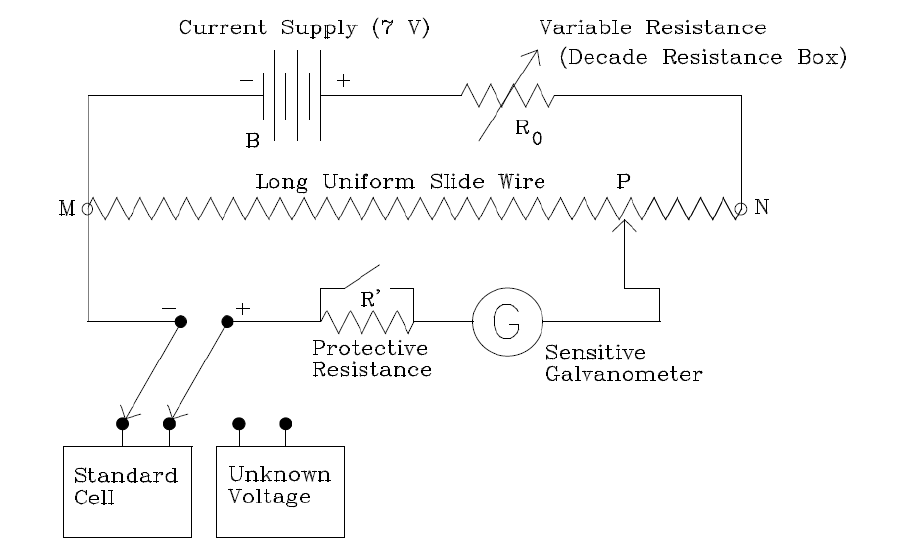 Current Supply (7 V)
Variable Resistance
(Decade Resistance Box)
− +
B
R0
Long Uniform Slide Wire
P
M
N
− +
R'
G
Protective
Resistance
Sensitive
Galvanometer
Standard
Cell
Unknown
Voltage